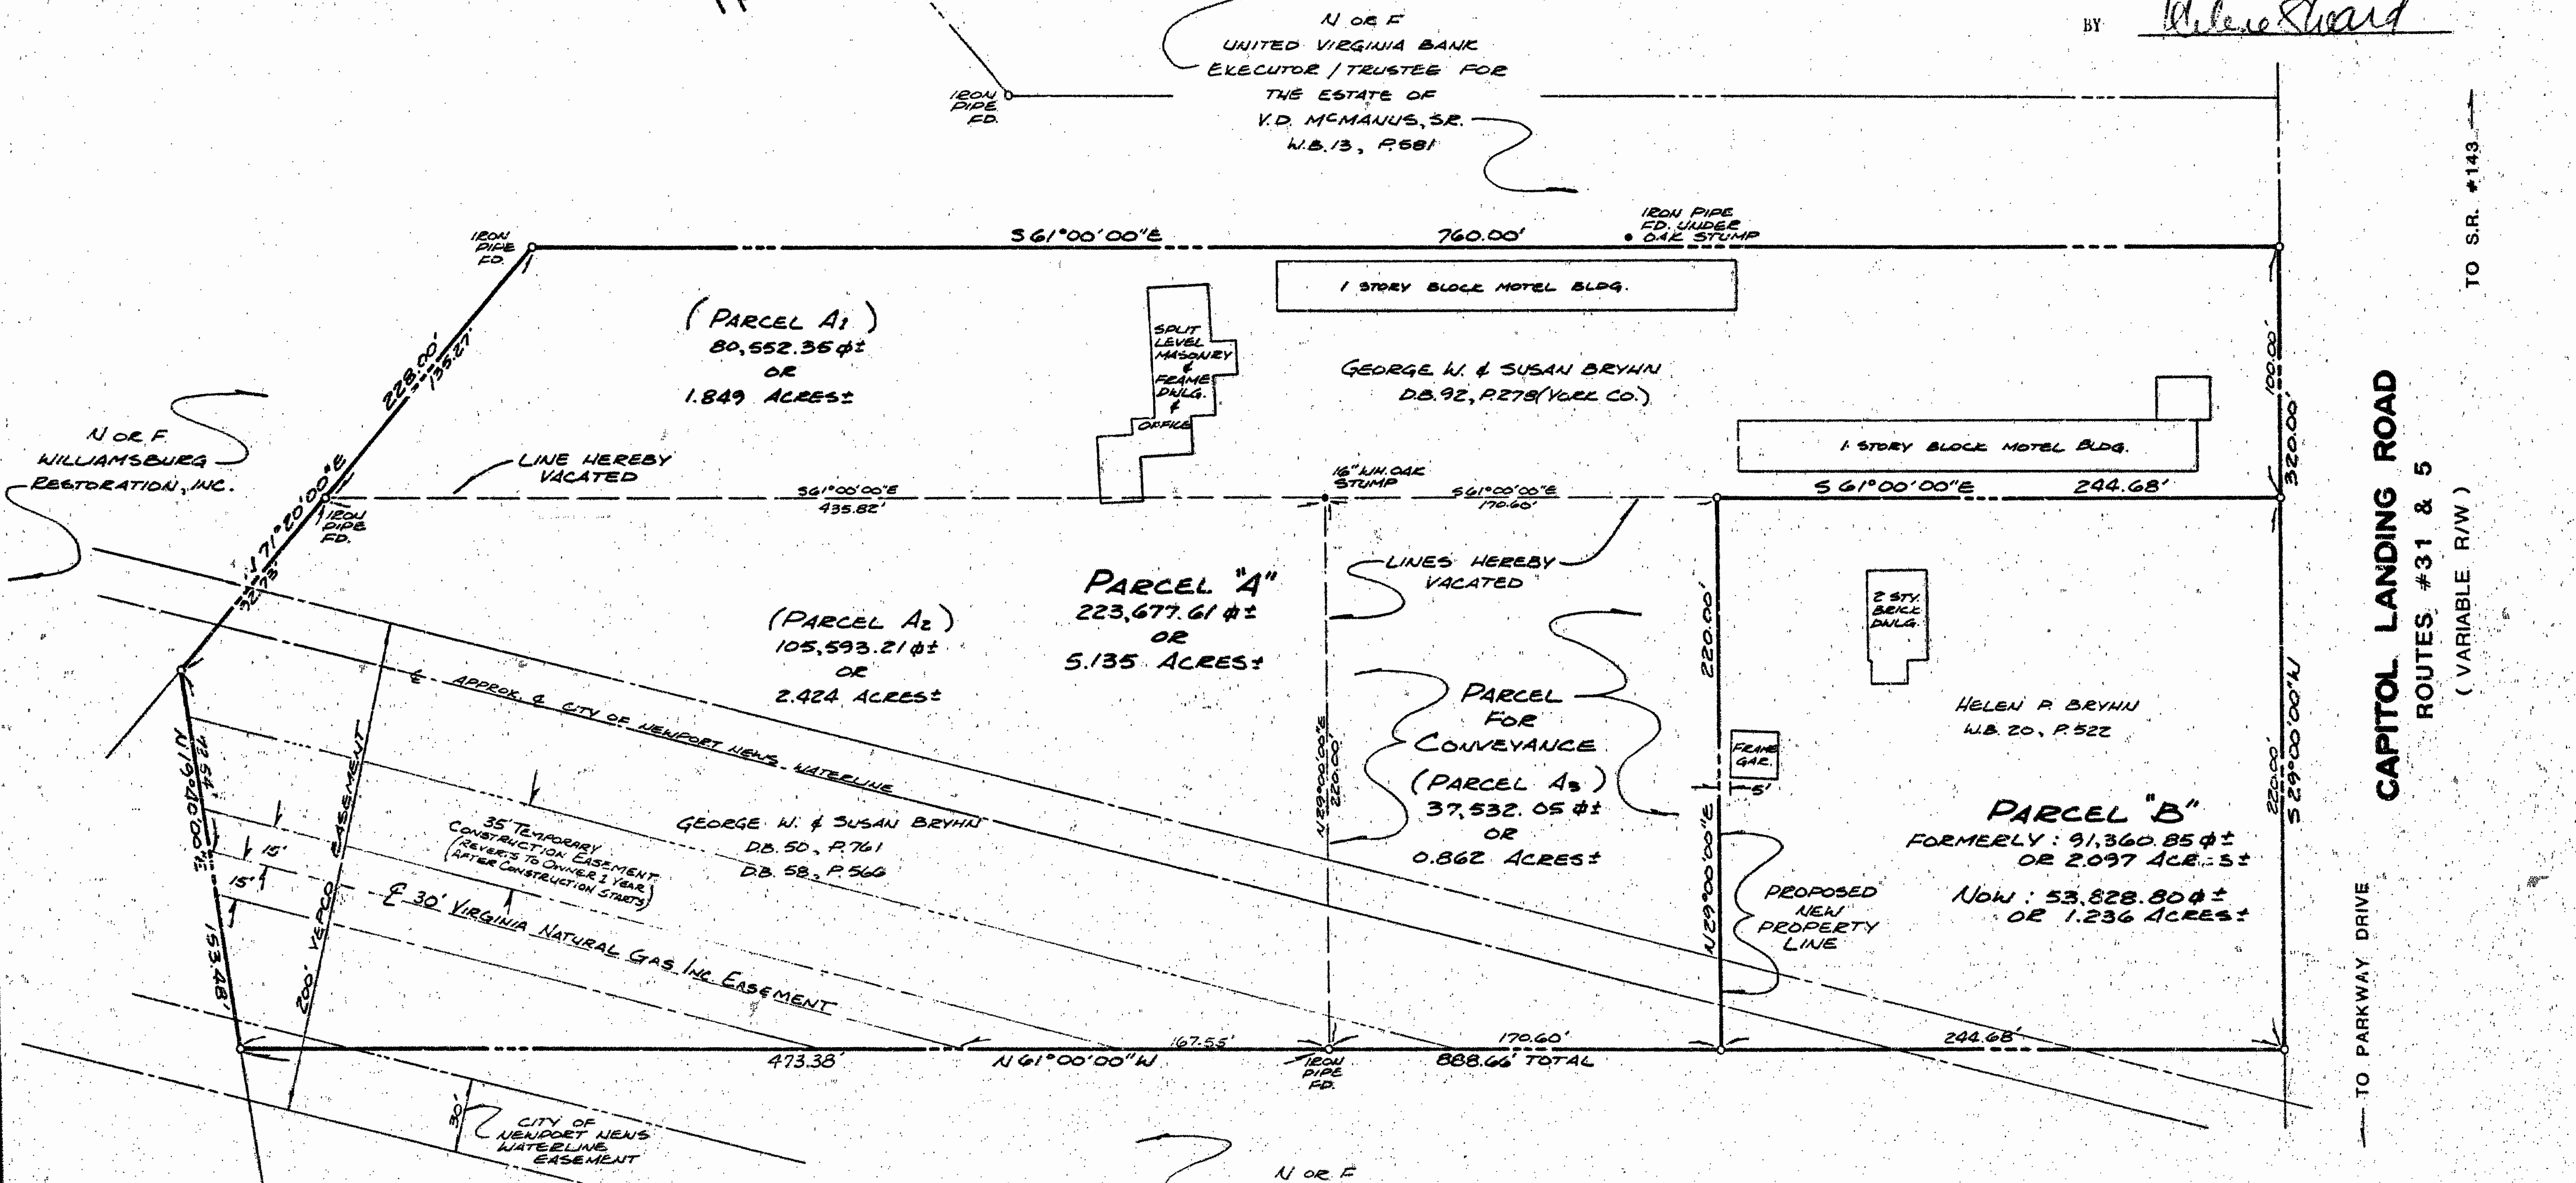 BY
N OR F
UNITED VIRGINIA BANK
EXECUTOR / TRUSTEE FOR
THE ESTATE OF
V.D. McMANUS, SR.
W.B. 13, P. 581
IRON
PIPE
FD.
TO S.R. #143
IRON
PIPE
FD.
S 61°00'00"E
760.00'
IRON PIPE
FD. UNDER
OAK STUMP
1 STORY BLOCK MOTEL BLDG.
(PARCEL A1)
80,552.35 ⏀±
OR
1.849 ACRES±
SPLIT
LEVEL
MASONRY
&
FRAME
DWLG.
&
OFFICE
GEORGE W. & SUSAN BRYHN
D.B. 92, P. 278 (YORK CO.)
228.00'
135.27'
100.00'
320.00'
1 STORY BLOCK MOTEL BLDG.
N OR F
WILLIAMSBURG
RESTORATION, INC.
LINE HEREBY
VACATED
S 61°00'00"E
435.82'
16" WH. OAK
STUMP
S 61°00'00"E
170.60'
S 61°00'00"E
244.68'
IRON
PIPE
FD.
N 71°20'00"E
92.73'
LINES HEREBY
VACATED
PARCEL "A"
223,677.61 ⏀±
OR
5.135 ACRES±
(PARCEL A2)
105,593.21 ⏀±
OR
2.424 ACRES±
220.00'
2 STY.
BRICK
DWLG.
CAPITOL LANDING ROAD
ROUTES #31 & 5
(VARIABLE R/W)
℄ APPROX. ℄ CITY OF NEWPORT NEWS WATERLINE
PARCEL
FOR
CONVEYANCE
(PARCEL A3)
37,532.05 ⏀±
OR
0.862 ACRES±
N 29°00'00"E
220.00'
HELEN P. BRYHN
W.B. 20, P. 522
FRAME
GAR.
5'
220.00'
S 29°00'00"W
72.54'
N 19°40'00"E
153.48'
200' VEPCO EASEMENT
15'
15'
35' TEMPORARY
CONSTRUCTION EASEMENT
(REVERTS TO OWNER 1 YEAR
AFTER CONSTRUCTION STARTS)
GEORGE W. & SUSAN BRYHN
D.B. 50, P. 761
D.B. 58, P. 566
℄ 30' VIRGINIA NATURAL GAS INC. EASEMENT
N 29°00'00"E
PROPOSED
NEW
PROPERTY
LINE
PARCEL "B"
FORMERLY: 91,360.85 ⏀±
OR 2.097 ACRES±
NOW: 53,828.80 ⏀±
OR 1.236 ACRES±
TO PARKWAY DRIVE
473.38'
N 61°00'00"W
167.55'
IRON
PIPE
FD.
170.60'
888.66' TOTAL
244.68'
30'
CITY OF
NEWPORT NEWS
WATERLINE
EASEMENT
N OR F